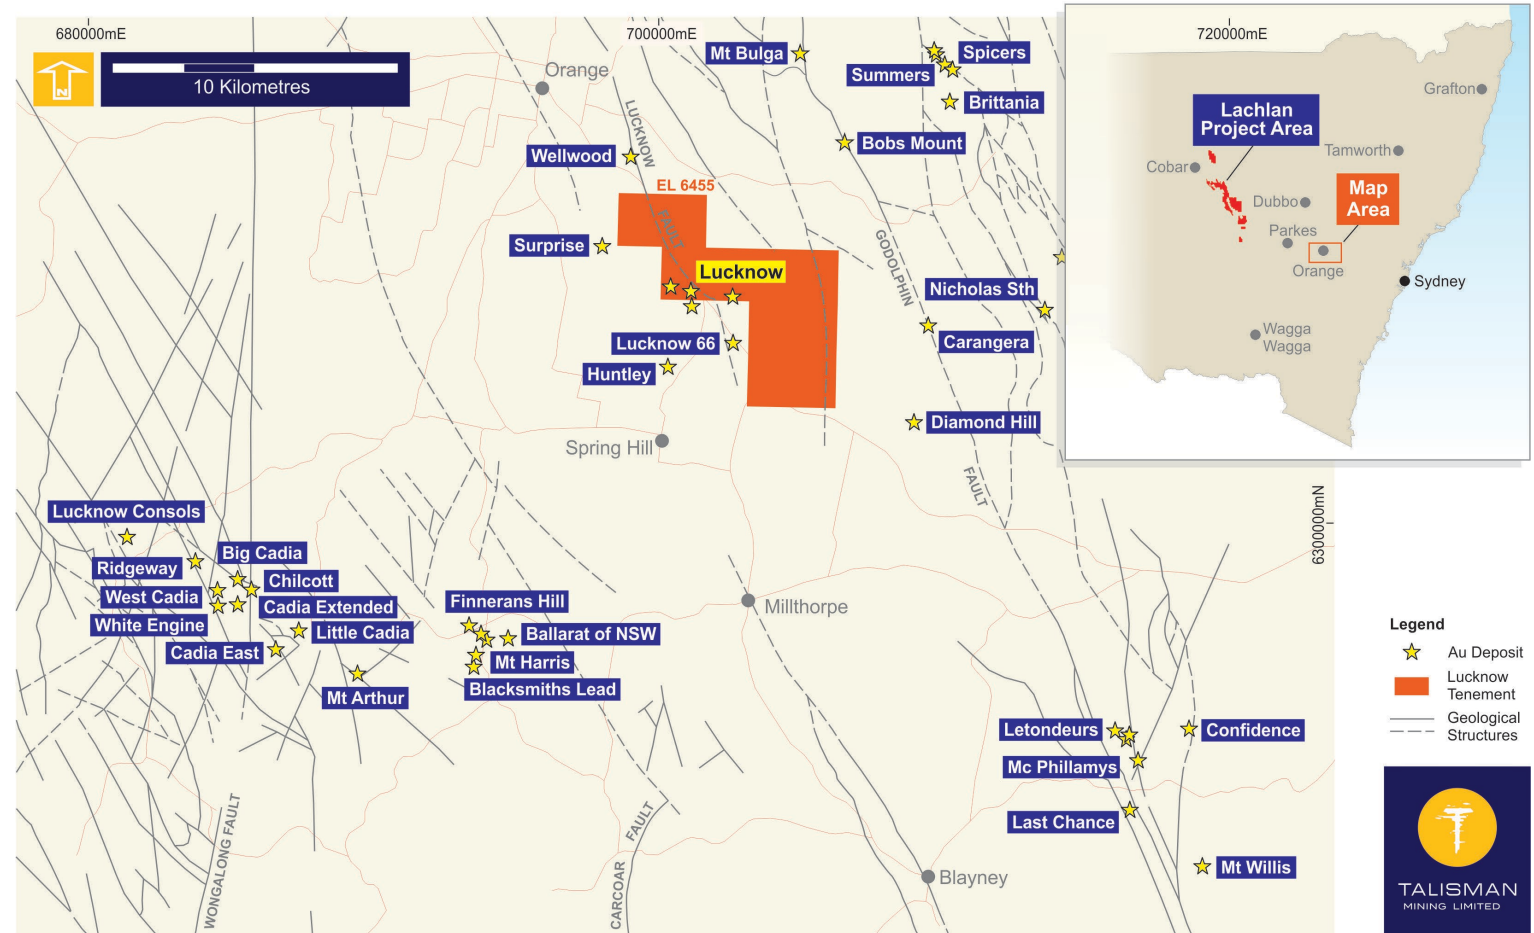 680000mE
700000mE
720000mE
N
10 Kilometres
Orange
Mt Bulga
Spicers
Summers
Brittania
Bobs Mount
Wellwood
LUCKNOW
FAULT
EL 6455
Surprise
Lucknow
GODOLPHIN
FAULT
Nicholas Sth
Carangera
Lucknow 66
Huntley
Diamond Hill
Spring Hill
Lachlan
Project Area
Grafton
Tamworth
Cobar
Map
Area
Dubbo
Parkes
Orange
Sydney
Wagga
Wagga
6300000mN
Lucknow Consols
Big Cadia
Ridgeway
Chilcott
West Cadia
Cadia Extended
White Engine
Little Cadia
Cadia East
Mt Arthur
Finnerans Hill
Ballarat of NSW
Mt Harris
Blacksmiths Lead
Millthorpe
Letondeurs
Confidence
Mc Phillamys
Last Chance
Mt Willis
Blayney
WONGALONG FAULT
CARCOAR
FAULT
Legend
Au Deposit
Lucknow
Tenement
Geological
Structures
TALISMAN
MINING LIMITED